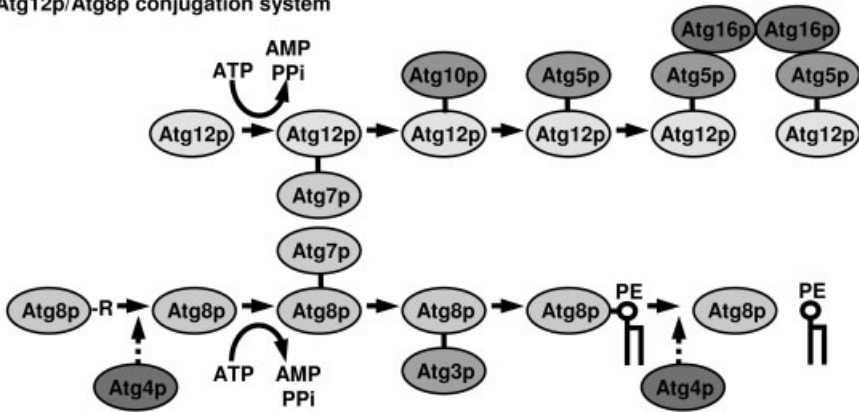 Atg12p/Atg8p conjugation system
Atg16p Atg16p
AMP
ATP PPi
Atg10p Atg5p Atg5p Atg5p
Atg12p Atg12p Atg12p Atg12p Atg12p Atg12p
Atg7p
Atg7p
PE PE
Atg8p -R Atg8p Atg8p Atg8p Atg8p Atg8p
ATP AMP
PPi
Atg3p
Atg4p Atg4p